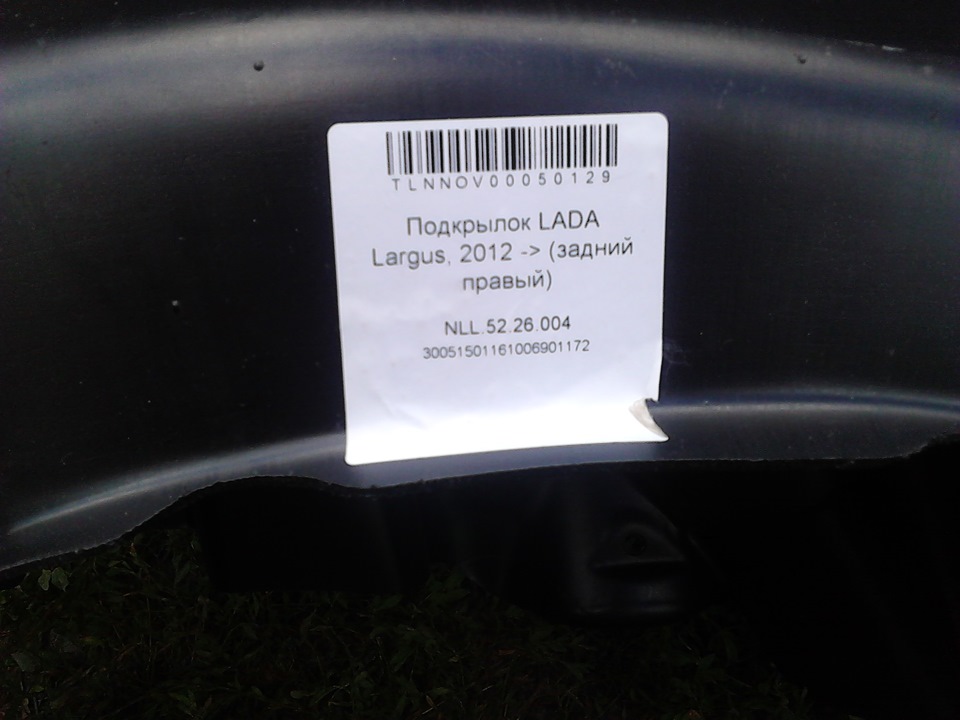 TLNNOV00050129
Подкрылок LADA
Largus, 2012 -> (задний
правый)
NLL.52.26.004
30051501161006901172